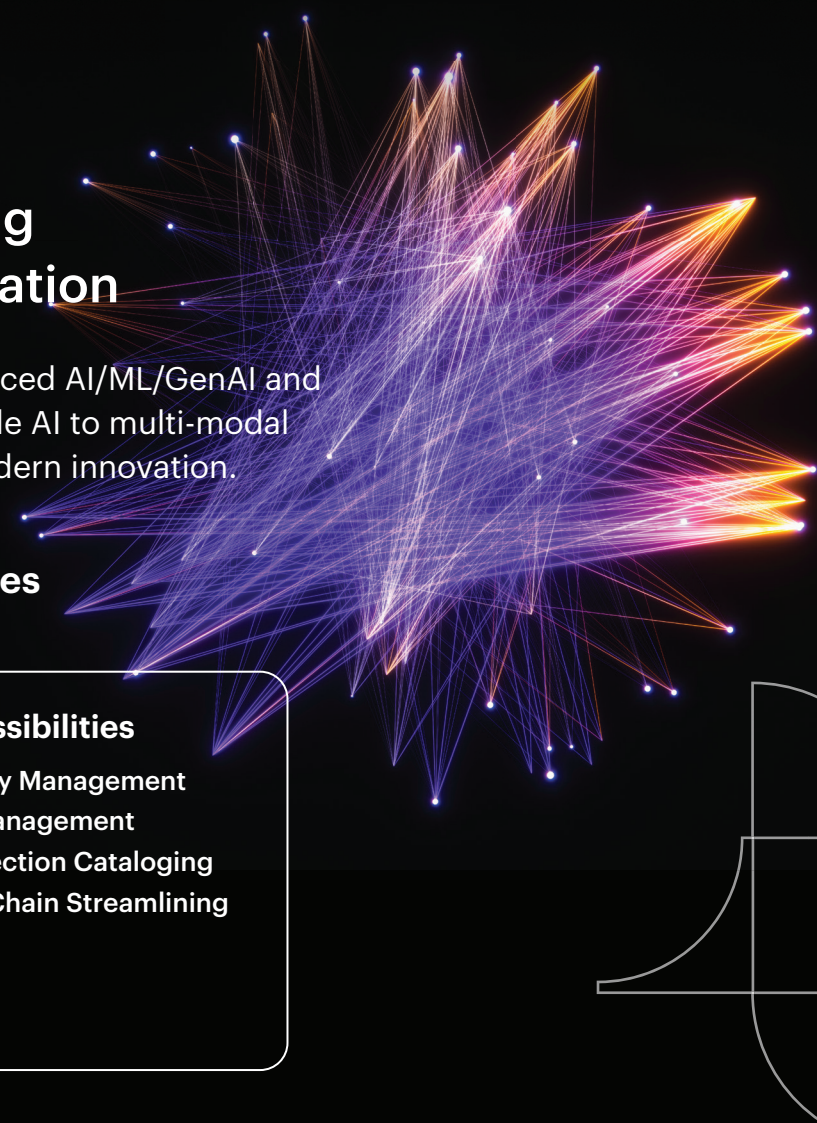 g
ation
ced AI/ML/GenAI and
le AI to multi-modal
dern innovation.
es
ssibilities
y Management
anagement
ection Cataloging
Chain Streamlining